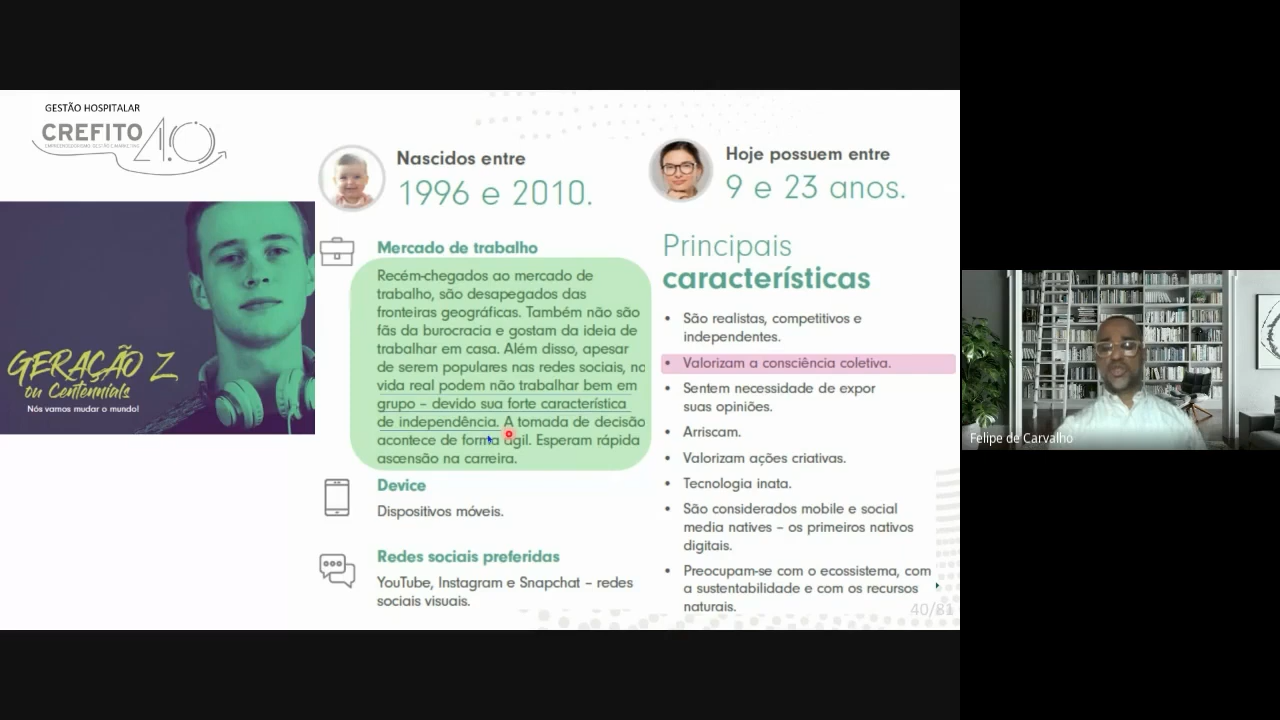 GESTÃO HOSPITALAR
CREFITO 4.0
GERAÇÃO Z
ou Centennials
Nós vamos mudar o mundo!
Nascidos entre
1996 e 2010.
Mercado de trabalho
Recém-chegados ao mercado de
trabalho, são desapegados das
fronteiras geográficas. Também não são
fãs da burocracia e gostam da ideia de
trabalhar em casa. Além disso, apesar
de serem populares nas redes sociais, na
vida real podem não trabalhar bem em
grupo – devido sua forte característica
de independência. A tomada de decisão
acontece de forma ágil. Esperam rápida
ascensão na carreira.
Device
Dispositivos móveis.
Redes sociais preferidas
YouTube, Instagram e Snapchat – redes
sociais visuais.
Hoje possuem entre
9 e 23 anos.
Principais
características
• São realistas, competitivos e
independentes.
• Valorizam a consciência coletiva.
• Sentem necessidade de expor
suas opiniões.
• Arriscam.
• Valorizam ações criativas.
• Tecnologia inata.
• São considerados mobile e social
media natives – os primeiros nativos
digitais.
• Preocupam-se com o ecossistema, com
a sustentabilidade e com os recursos
naturais.
40/81
Felipe de Carvalho